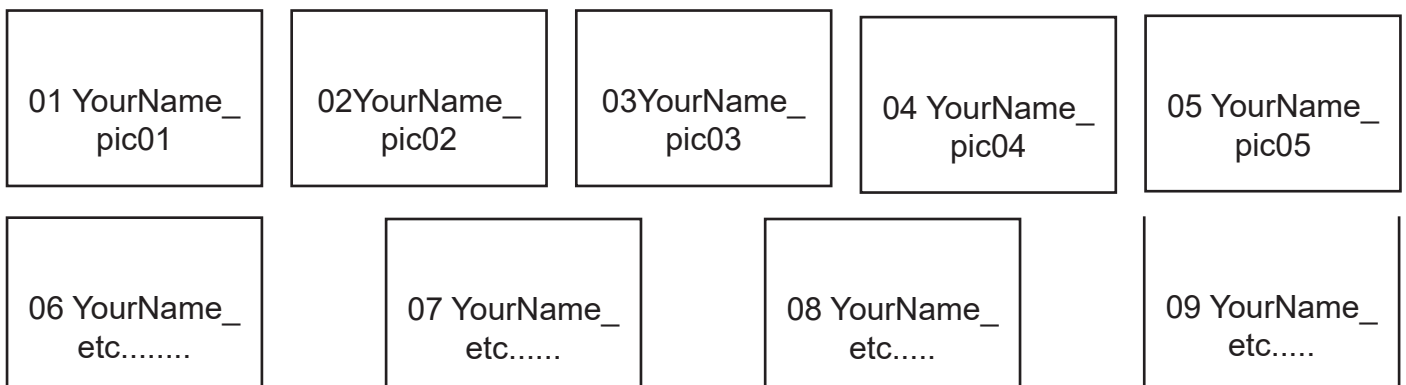 01 YourName_
pic01
02YourName_
pic02
03YourName_
pic03
04 YourName_
pic04
05 YourName_
pic05
06 YourName_
etc........
07 YourName_
etc......
08 YourName_
etc.....
09 YourName_
etc.....